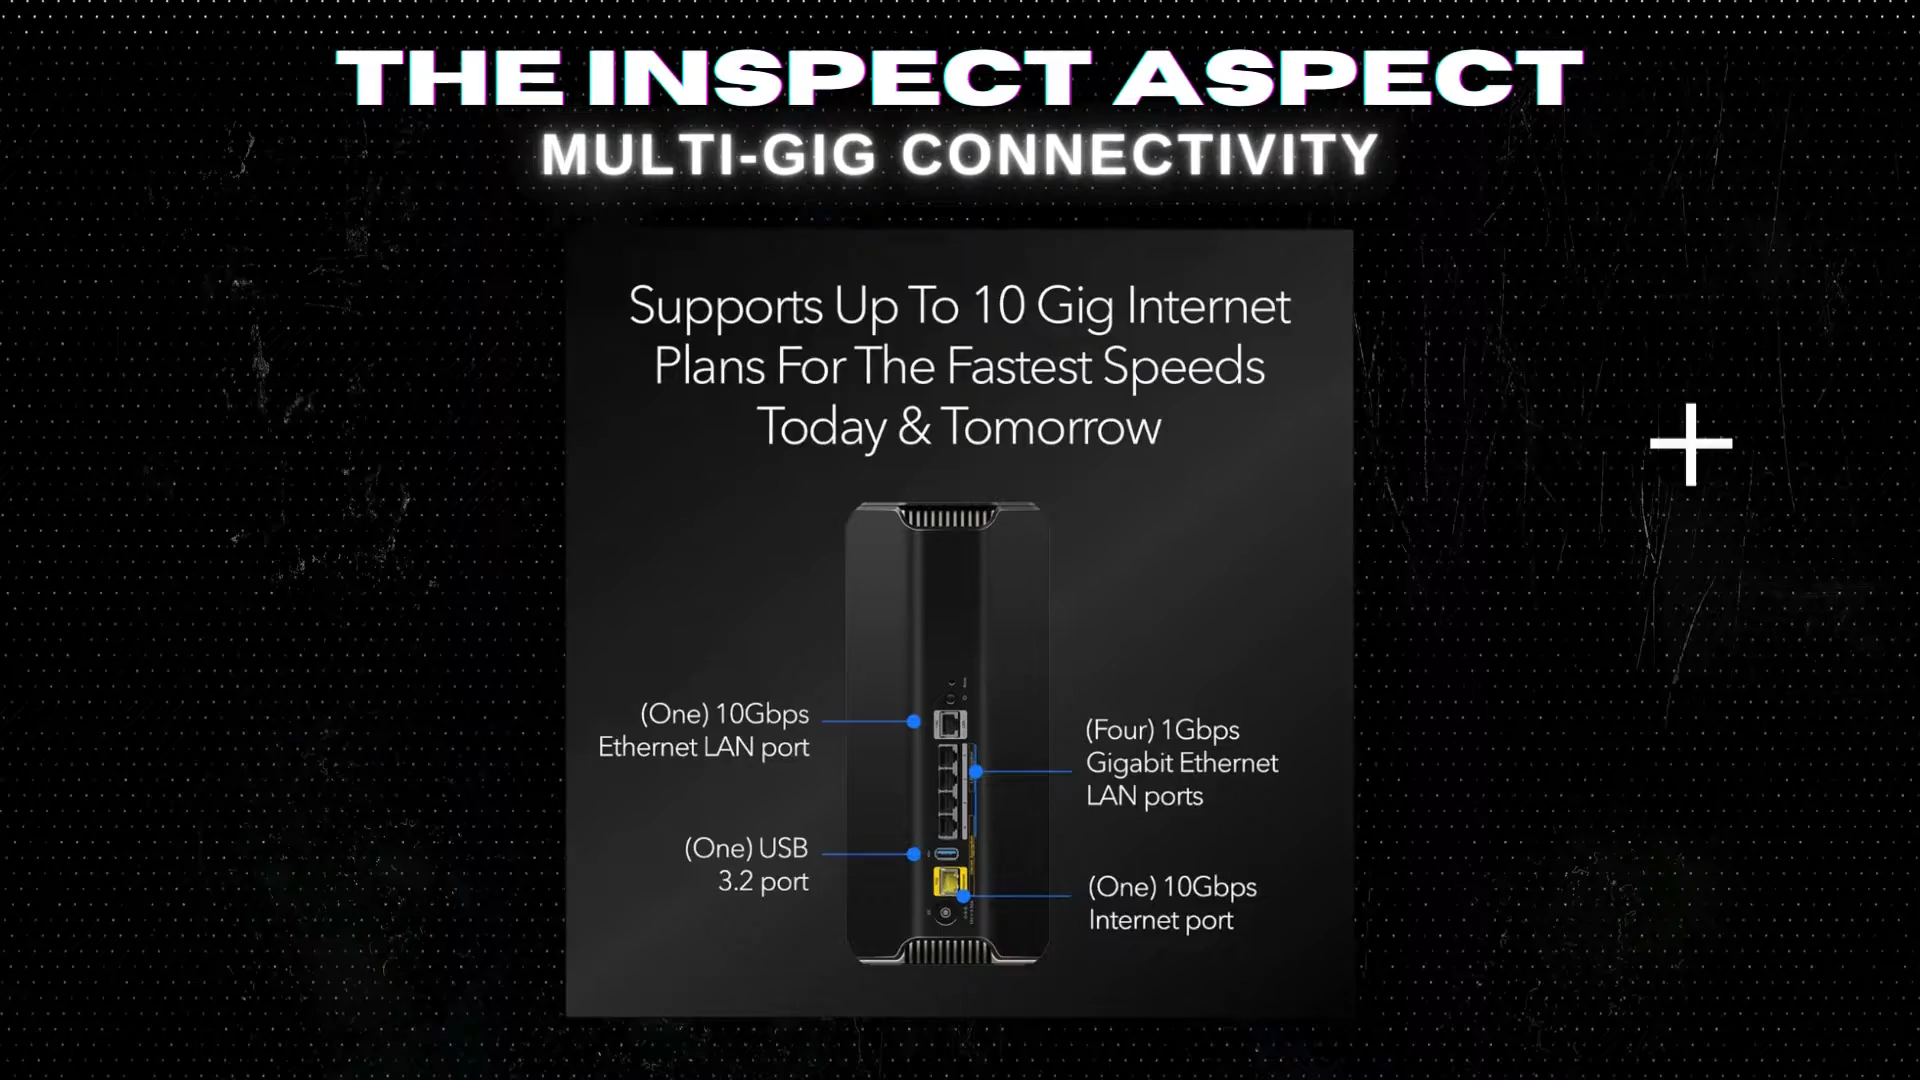 THE INSPECT ASPECT
MULTI-GIG CONNECTIVITY
Supports Up To 10 Gig Internet
Plans For The Fastest Speeds
Today & Tomorrow
(One) 10Gbps
Ethernet LAN port
(Four) 1Gbps
Gigabit Ethernet
LAN ports
(One) USB
3.2 port
(One) 10Gbps
Internet port